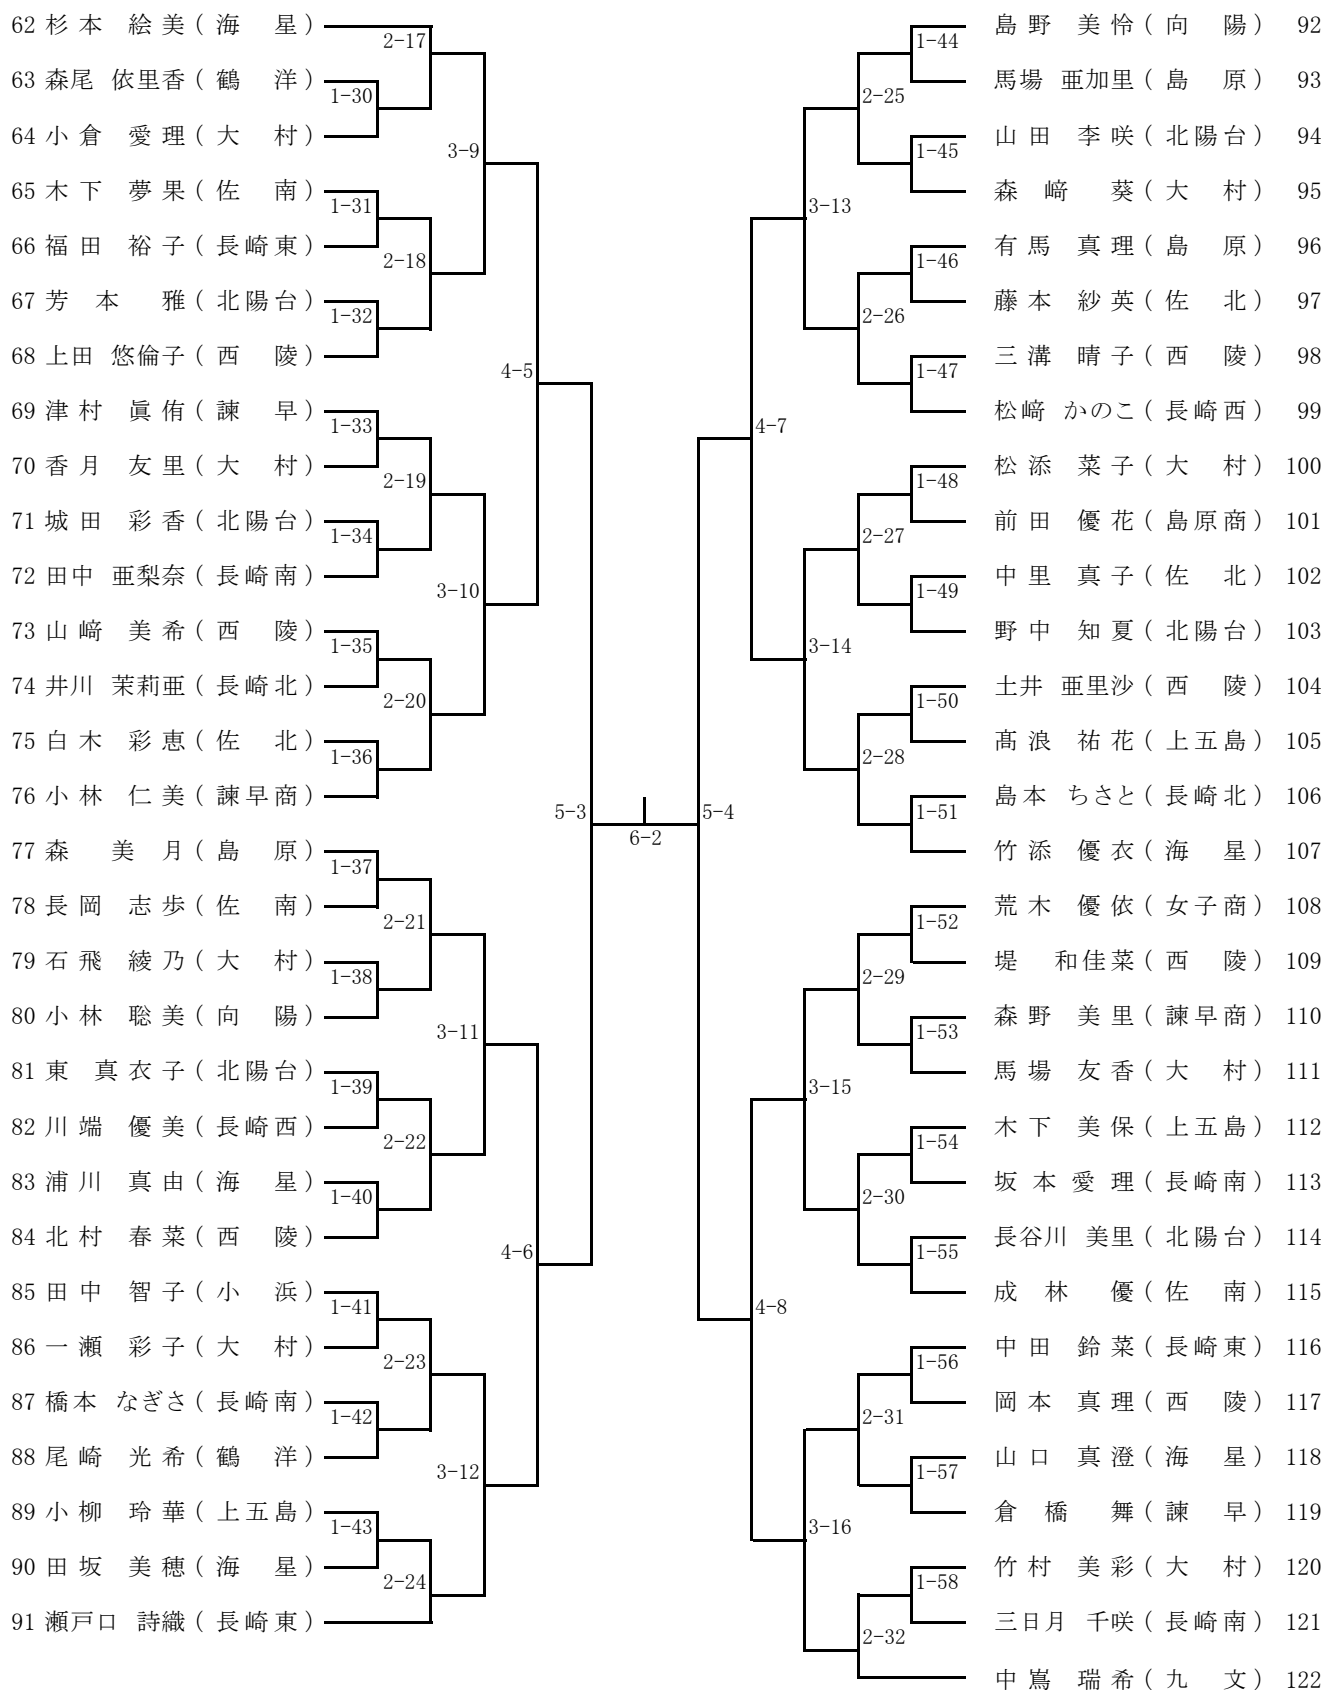 62 杉本 絵美(海 星)
2-17
63 森尾 依里香(鶴 洋)
1-30
64 小倉 愛理(大 村)
3-9
65 木下 夢果(佐 南)
1-31
66 福田 裕子(長崎東)
2-18
67 芳本 雅(北陽台)
1-32
68 上田 悠倫子(西 陵)
4-5
69 津村 眞侑(諫 早)
1-33
70 香月 友里(大 村)
2-19
71 城田 彩香(北陽台)
1-34
72 田中 亜梨奈(長崎南)
3-10
73 山﨑 美希(西 陵)
1-35
74 井川 茉莉亜(長崎北)
2-20
75 白木 彩恵(佐 北)
1-36
76 小林 仁美(諫早商)
5-3
77 森 美月(島 原)
1-37
78 長岡 志歩(佐 南)
2-21
79 石飛 綾乃(大 村)
1-38
80 小林 聡美(向 陽)
3-11
81 東 真衣子(北陽台)
1-39
82 川端 優美(長崎西)
2-22
83 浦川 真由(海 星)
1-40
84 北村 春菜(西 陵)
4-6
85 田中 智子(小 浜)
1-41
86 一瀬 彩子(大 村)
2-23
87 橋本 なぎさ(長崎南)
1-42
88 尾崎 光希(鶴 洋)
3-12
89 小柳 玲華(上五島)
1-43
90 田坂 美穂(海 星)
2-24
91 瀬戸口 詩織(長崎東)
6-2
島野 美怜(向 陽) 92
1-44
馬場 亜加里(島 原) 93
2-25
山田 李咲(北陽台) 94
1-45
森﨑 葵(大 村) 95
3-13
有馬 真理(島 原) 96
1-46
藤本 紗英(佐 北) 97
2-26
三溝 晴子(西 陵) 98
1-47
松﨑 かのこ(長崎西) 99
4-7
松添 菜子(大 村) 100
1-48
前田 優花(島原商) 101
2-27
中里 真子(佐 北) 102
1-49
野中 知夏(北陽台) 103
3-14
土井 亜里沙(西 陵) 104
1-50
髙浪 祐花(上五島) 105
2-28
島本 ちさと(長崎北) 106
1-51
5-4
竹添 優衣(海 星) 107
荒木 優依(女子商) 108
1-52
堤 和佳菜(西 陵) 109
2-29
森野 美里(諫早商) 110
1-53
馬場 友香(大 村) 111
3-15
木下 美保(上五島) 112
1-54
坂本 愛理(長崎南) 113
2-30
長谷川 美里(北陽台) 114
1-55
成林 優(佐 南) 115
4-8
中田 鈴菜(長崎東) 116
1-56
岡本 真理(西 陵) 117
2-31
山口 真澄(海 星) 118
1-57
倉橋 舞(諫 早) 119
3-16
竹村 美彩(大 村) 120
1-58
三日月 千咲(長崎南) 121
2-32
中嶌 瑞希(九 文) 122